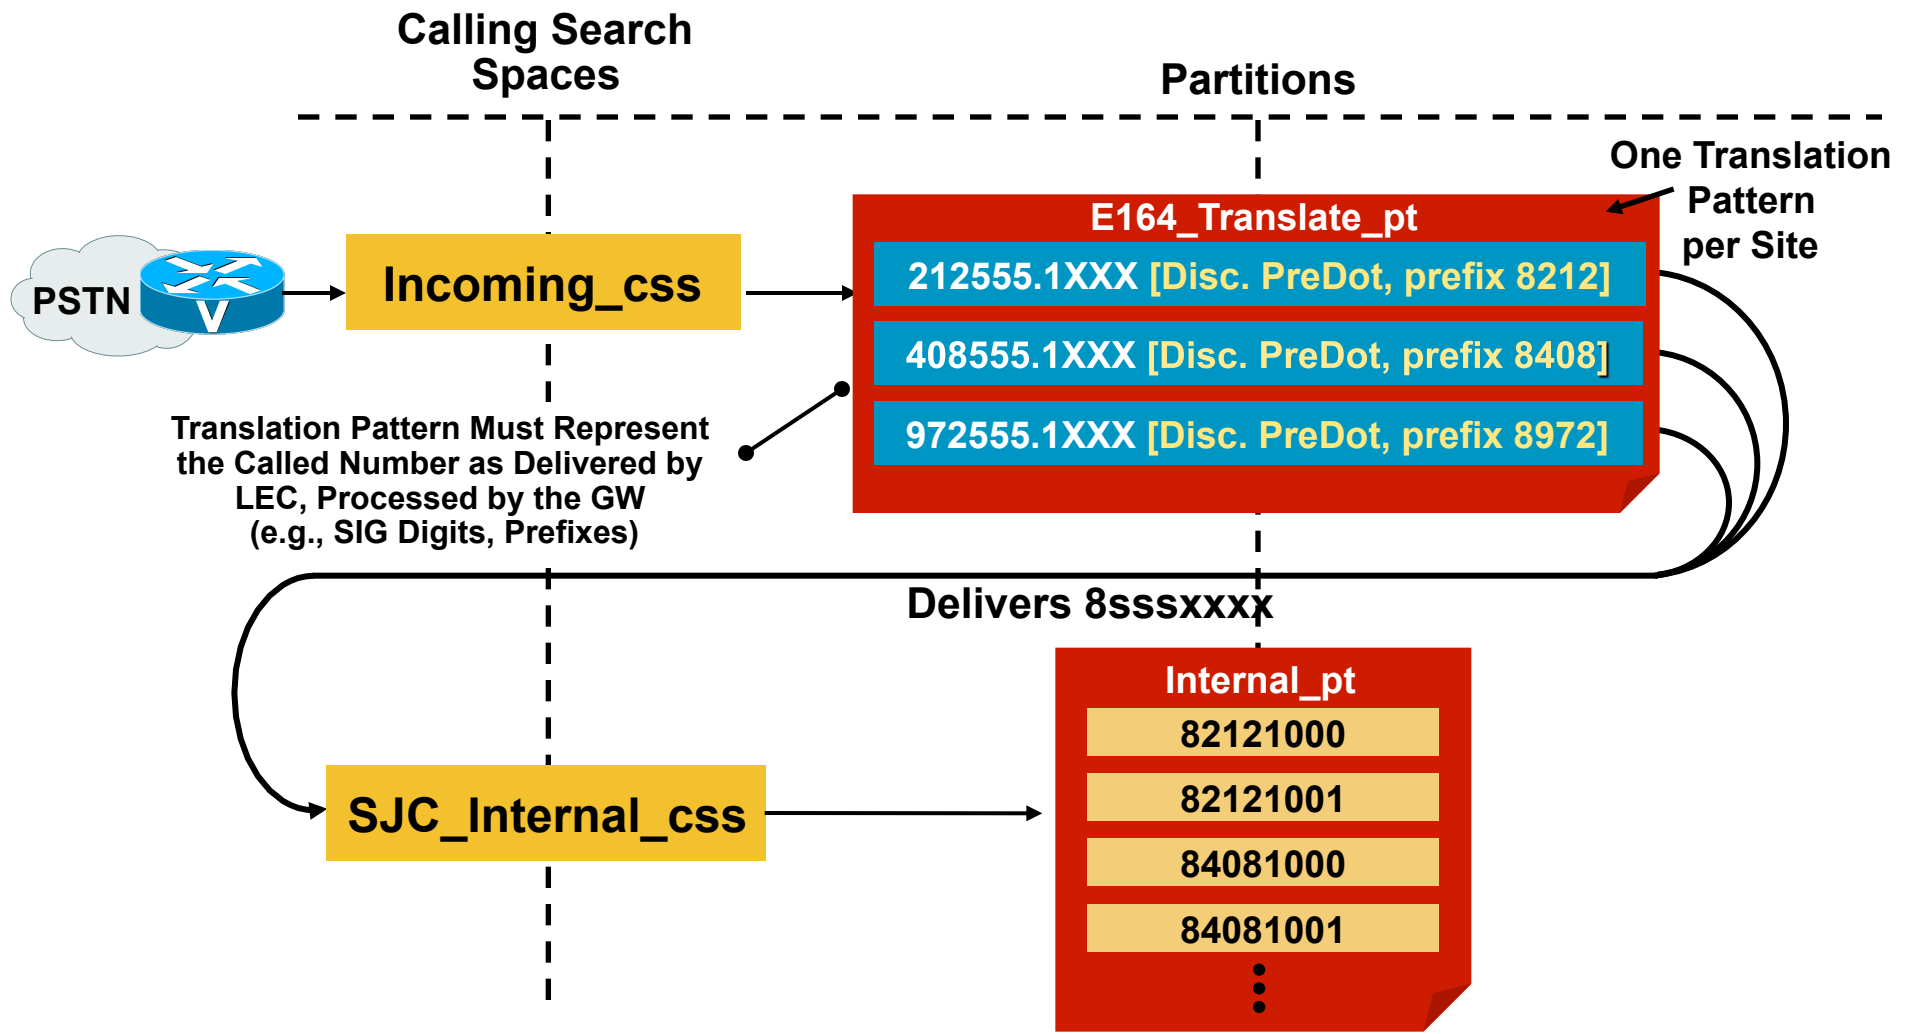 Calling Search
Spaces
Partitions
One Translation
Pattern
per Site
E164_Translate_pt
PSTN
V
Incoming_css
212555.1XXX [Disc. PreDot, prefix 8212]
408555.1XXX [Disc. PreDot, prefix 8408]
972555.1XXX [Disc. PreDot, prefix 8972]
Translation Pattern Must Represent
the Called Number as Delivered by
LEC, Processed by the GW
(e.g., SIG Digits, Prefixes)
Delivers 8sssxxxx
Internal_pt
82121000
82121001
SJC_Internal_css
84081000
84081001